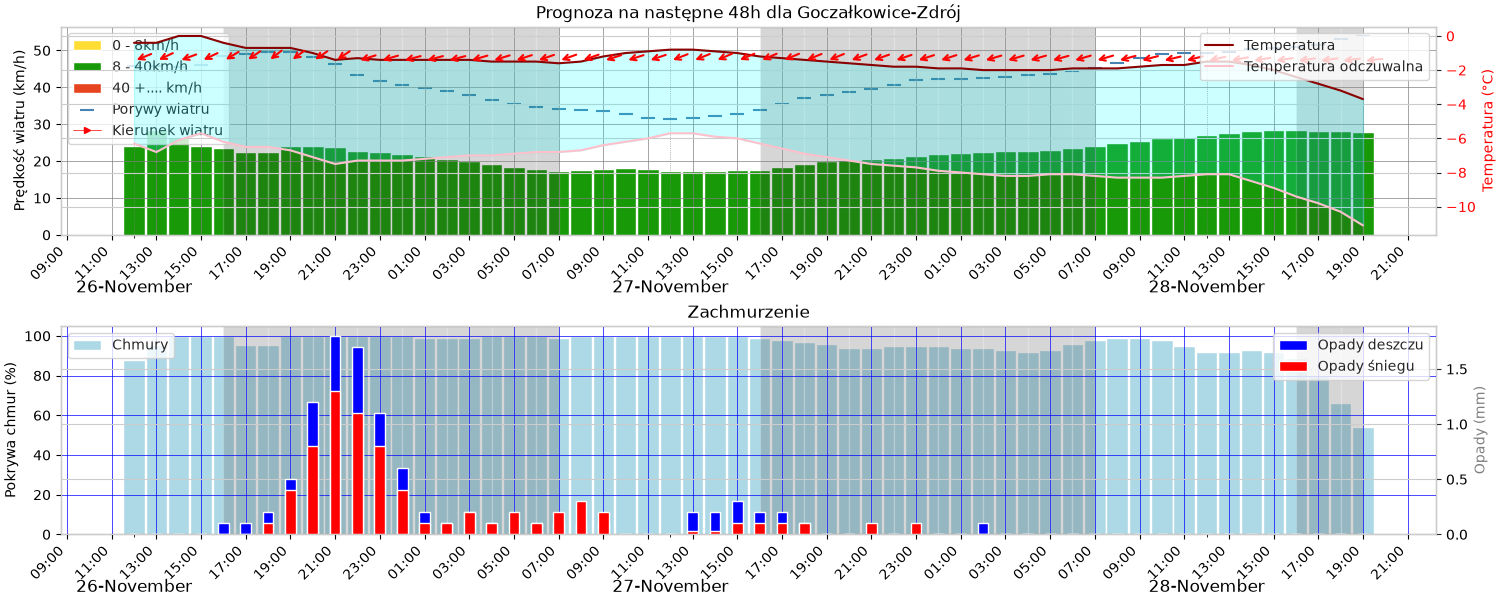 Prognoza na następne 48h dla Goczałkowice-Zdrój
Prędkość wiatru (km/h)
50
40
30
20
10
0
0 - 8km/h
8 - 40km/h
40 +.... km/h
Porywy wiatru
Kierunek wiatru
Temperatura
Temperatura odczuwalna
0
−2
−4
−6
−8
−10
Temperatura (°C)
09:00 11:00 13:00 15:00 17:00 19:00 21:00 23:00 01:00 03:00 05:00 07:00 09:00 11:00 13:00 15:00 17:00 19:00 21:00 23:00 01:00 03:00 05:00 07:00 09:00 11:00 13:00 15:00 17:00 19:00 21:00
26-November 27-November 28-November
Zachmurzenie
Pokrywa chmur (%)
100
80
60
40
20
0
Chmury
Opady deszczu
Opady śniegu
1.5
1.0
0.5
0.0
Opady (mm)
09:00 11:00 13:00 15:00 17:00 19:00 21:00 23:00 01:00 03:00 05:00 07:00 09:00 11:00 13:00 15:00 17:00 19:00 21:00 23:00 01:00 03:00 05:00 07:00 09:00 11:00 13:00 15:00 17:00 19:00 21:00
26-November 27-November 28-November